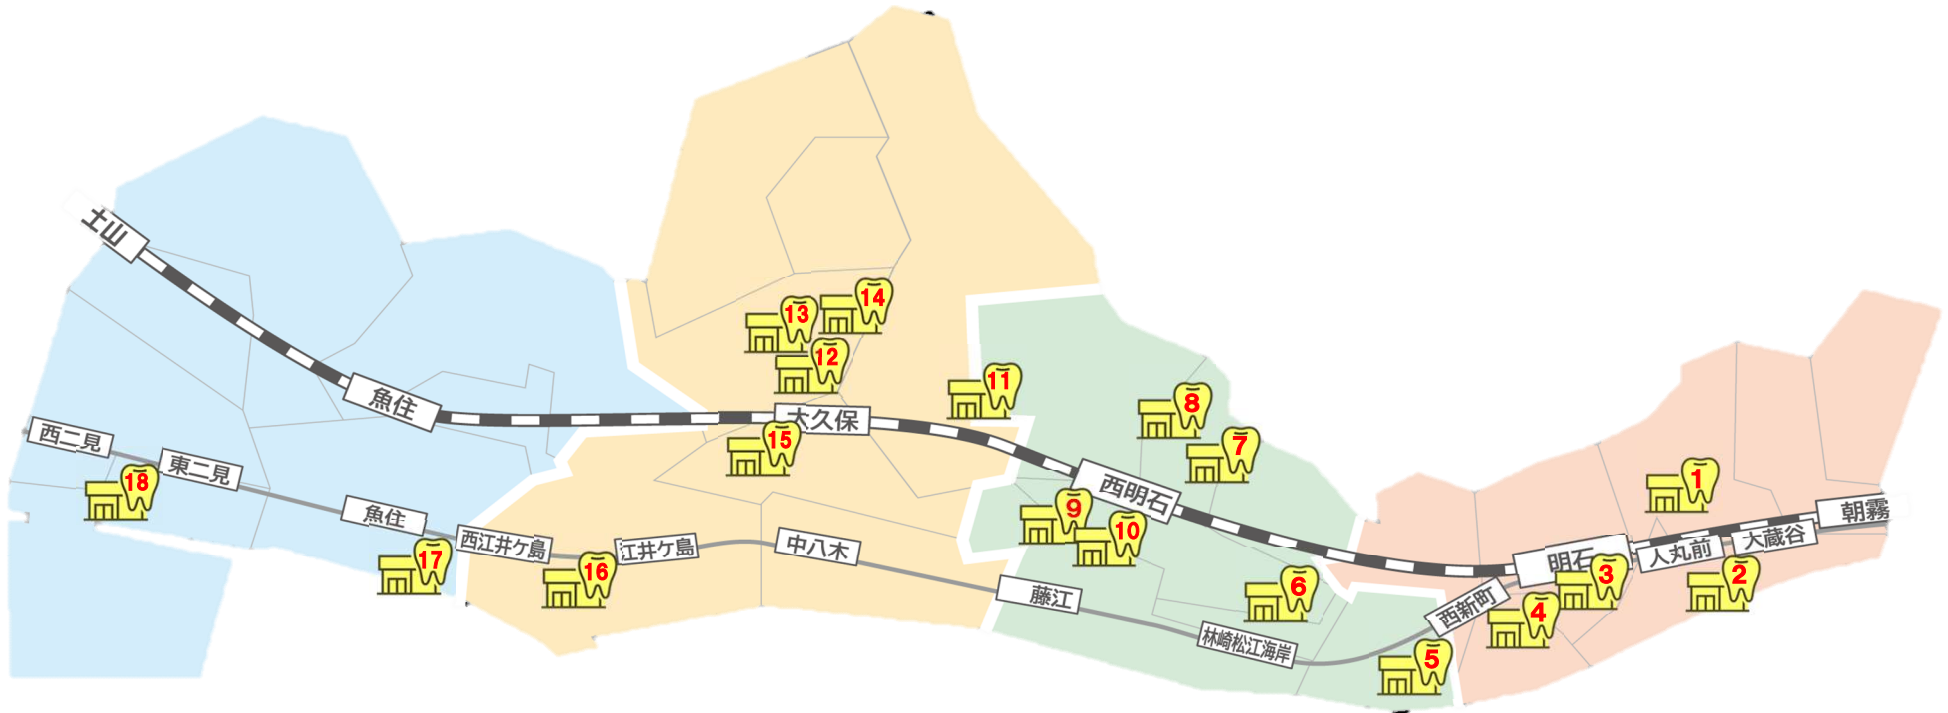 土山
魚住
大久保
西明石
明石
朝霧
西二見
東二見
魚住
西江井ケ島
江井ケ島
中八木
藤江
林崎松江海岸
西新町
人丸前
大蔵谷
1
2
3
4
5
6
7
8
9
10
11
12
13
14
15
16
17
18